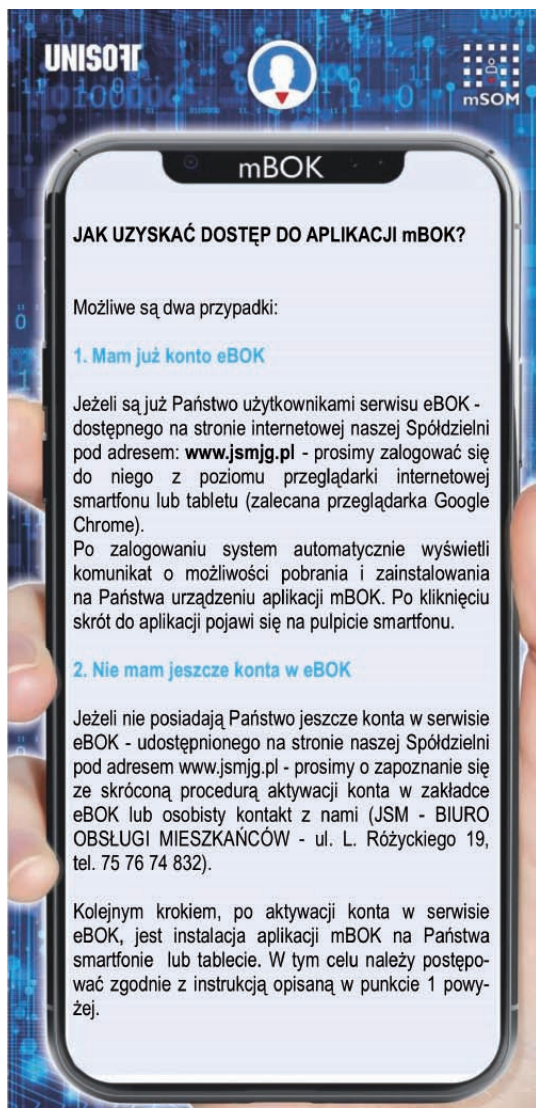 UNISOFT
mSOM
mBOK
JAK UZYSKAĆ DOSTĘP DO APLIKACJI mBOK?
Możliwe są dwa przypadki:
1. Mam już konto eBOK
Jeżeli są już Państwo użytkownikami serwisu eBOK -
dostępnego na stronie internetowej naszej Spółdzielni
pod adresem: www.jsmjg.pl - prosimy zalogować się
do niego z poziomu przeglądarki internetowej
smartfonu lub tabletu (zalecana przeglądarka Google
Chrome).
Po zalogowaniu system automatycznie wyświetli
komunikat o możliwości pobrania i zainstalowania
na Państwa urządzeniu aplikacji mBOK. Po kliknięciu
skrót do aplikacji pojawi się na pulpicie smartfonu.
2. Nie mam jeszcze konta w eBOK
Jeżeli nie posiadają Państwo jeszcze konta w serwisie
eBOK - udostępnionego na stronie naszej Spółdzielni
pod adresem www.jsmjg.pl - prosimy o zapoznanie się
ze skróconą procedurą aktywacji konta w zakładce
eBOK lub osobisty kontakt z nami (JSM - BIURO
OBSŁUGI MIESZKAŃCÓW - ul. L. Różyckiego 19,
tel. 75 76 74 832).
Kolejnym krokiem, po aktywacji konta w serwisie
eBOK, jest instalacja aplikacji mBOK na Państwa
smartfonie lub tablecie. W tym celu należy postępo-
wać zgodnie z instrukcją opisaną w punkcie 1 powy-
żej.